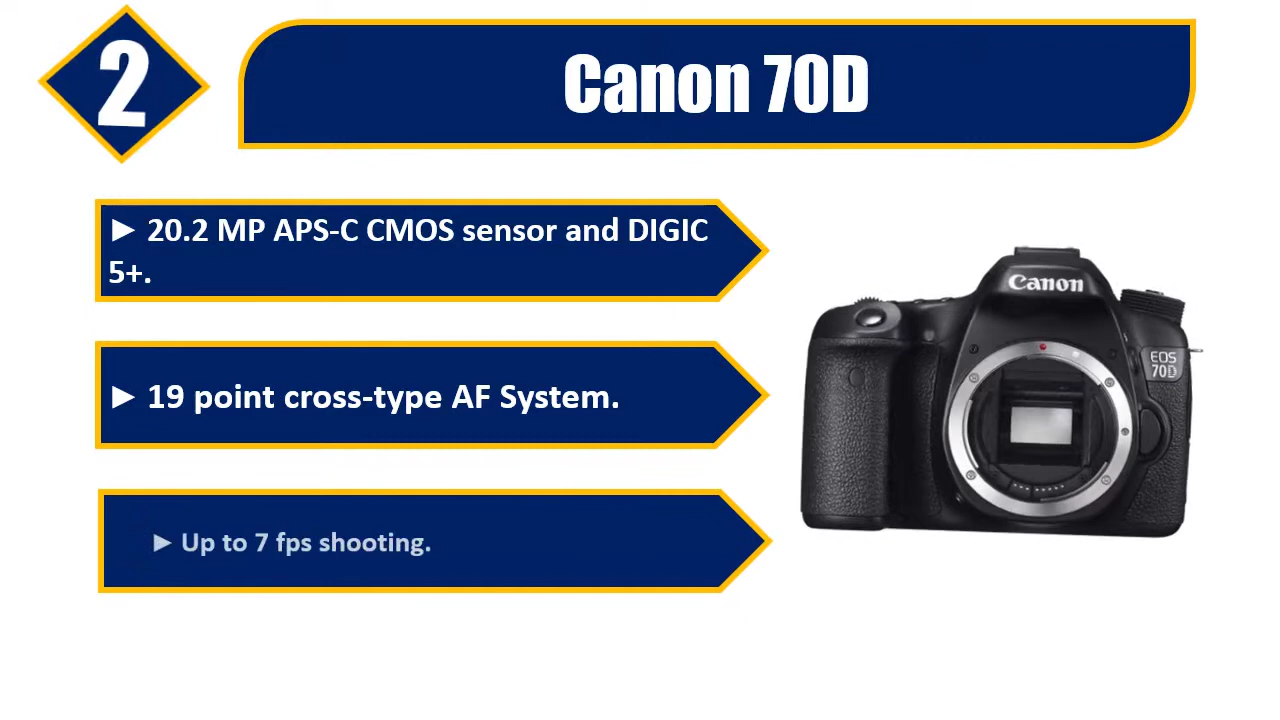 2
Canon 70D
► 20.2 MP APS-C CMOS sensor and DIGIC
5+.
► 19 point cross-type AF System.
► Up to 7 fps shooting.
Canon
EOS
70D